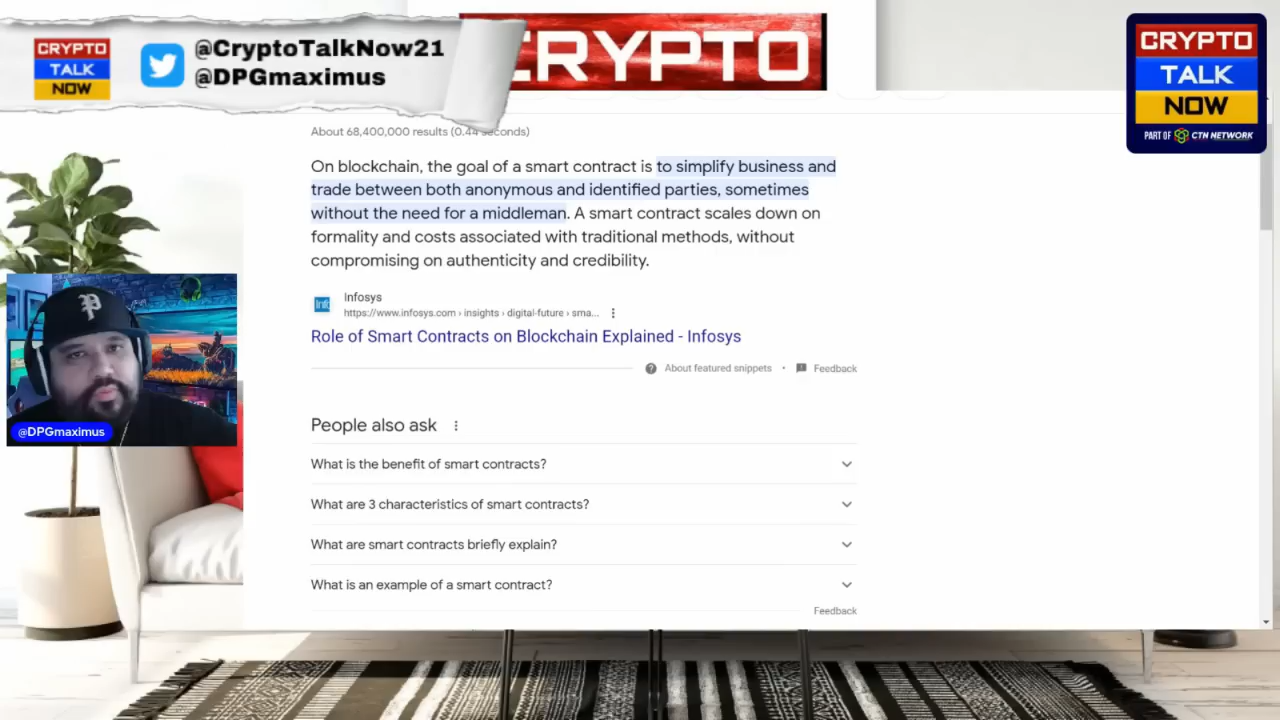 CRYPTO
TALK
NOW
@CryptoTalkNow21
@DPGmaximus
CRYPTO
CRYPTO
TALK
NOW
PART OF CTN NETWORK
About 68,400,000 results (0.44 seconds)
On blockchain, the goal of a smart contract is to simplify business and
trade between both anonymous and identified parties, sometimes
without the need for a middleman. A smart contract scales down on
formality and costs associated with traditional methods, without
compromising on authenticity and credibility.
Infosys
https://www.infosys.com › insights › digital-future › sma...
Role of Smart Contracts on Blockchain Explained - Infosys
About featured snippets • Feedback
People also ask
What is the benefit of smart contracts?
What are 3 characteristics of smart contracts?
What are smart contracts briefly explain?
What is an example of a smart contract?
Feedback
P
@DPGmaximus